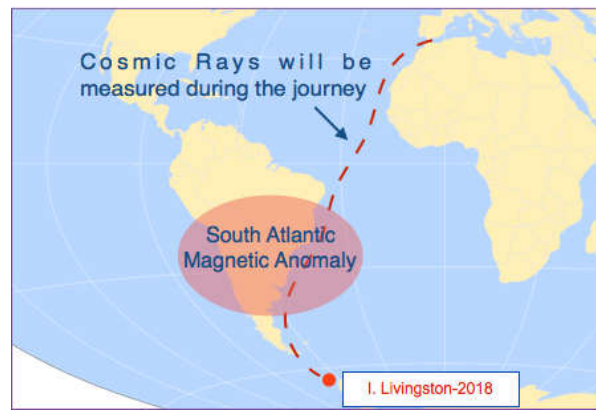 Cosmic Rays will be
measured during the journey
South Atlantic
Magnetic Anomaly
I. Livingston-2018